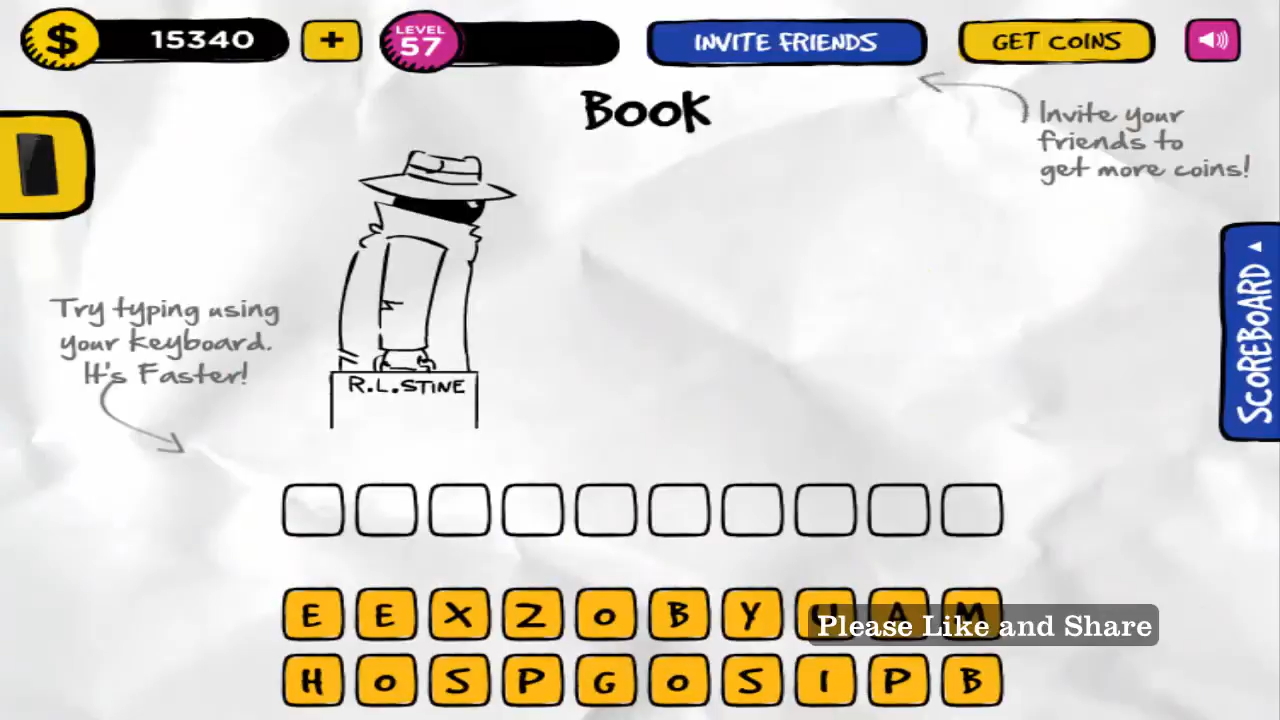 $ 15340 + LEVEL 57 INVITE FRIENDS GET COINS
Book
Invite your
friends to
get more coins!
Try typing using
your keyboard.
It's Faster!
R.L.STINE
SCOREBOARD
E E X Z O B Y U A M
Please Like and Share
H O S P G O S I P B